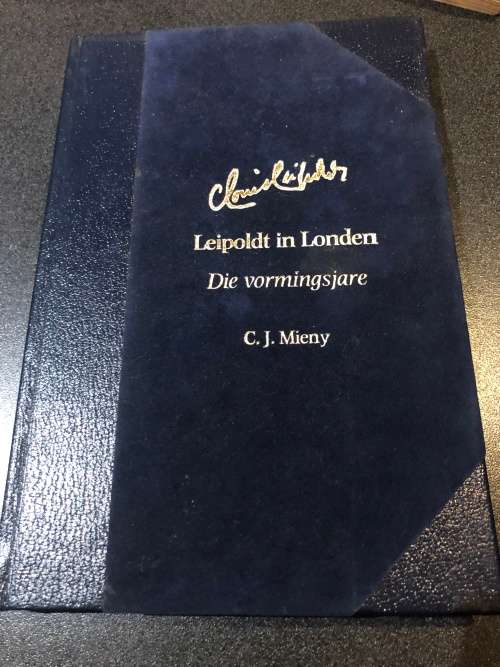 Leipoldt in Londen
Die vormingsjare
C. J. Mieny